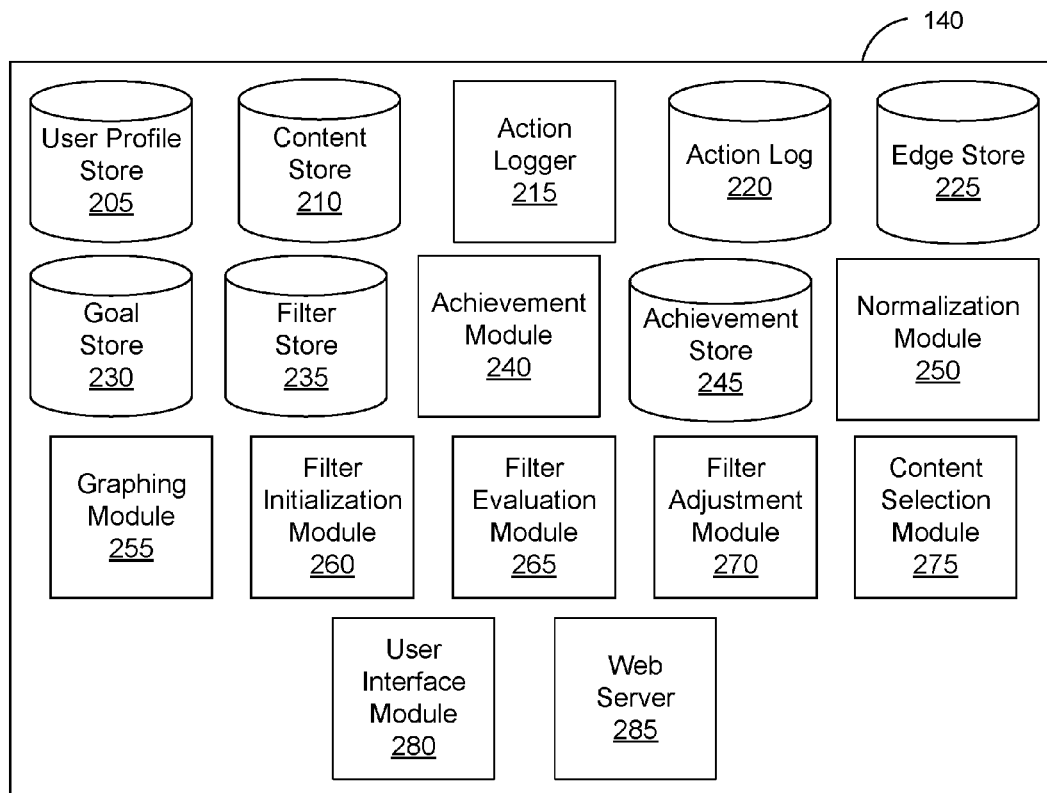 140
User Profile
Store
205
Content
Store
210
Action
Logger
215
Action Log
220
Edge Store
225
Goal
Store
230
Filter
Store
235
Achievement
Module
240
Achievement
Store
245
Normalization
Module
250
Graphing
Module
255
Filter
Initialization
Module
260
Filter
Evaluation
Module
265
Filter
Adjustment
Module
270
Content
Selection
Module
275
User
Interface
Module
280
Web
Server
285